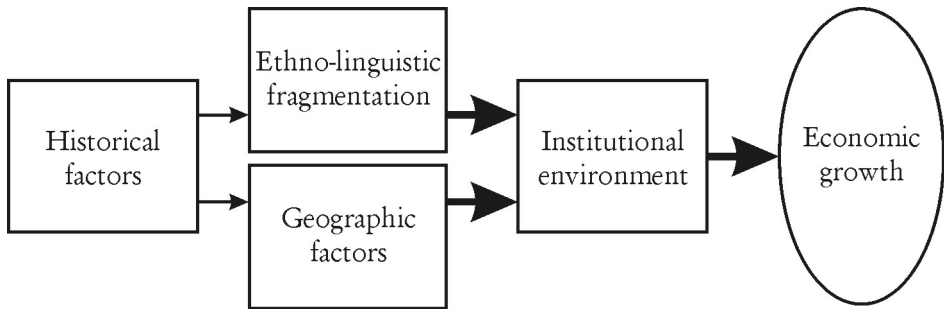 Historical
factors
Ethno-linguistic
fragmentation
Geographic
factors
Institutional
environment
Economic
growth